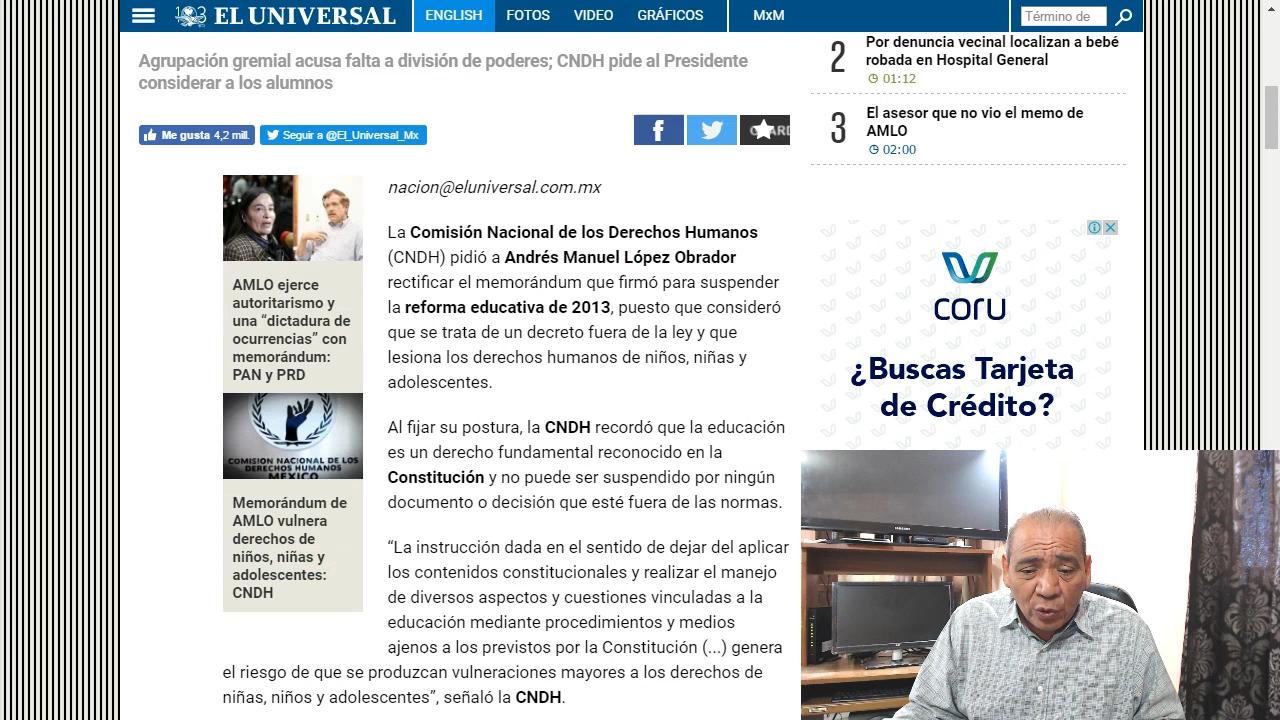 EL UNIVERSAL
ENGLISH
FOTOS
VIDEO
GRÁFICOS
MxM
Término de
Agrupación gremial acusa falta a división de poderes; CNDH pide al Presidente
considerar a los alumnos
Me gusta 4,2 mill.
Seguir a @El_Universal_Mx
nacion@eluniversal.com.mx
La Comisión Nacional de los Derechos Humanos
(CNDH) pidió a Andrés Manuel López Obrador
rectificar el memorándum que firmó para suspender
la reforma educativa de 2013, puesto que consideró
que se trata de un decreto fuera de la ley y que
lesiona los derechos humanos de niños, niñas y
adolescentes.
Al fijar su postura, la CNDH recordó que la educación
es un derecho fundamental reconocido en la
Constitución y no puede ser suspendido por ningún
documento o decisión que esté fuera de las normas.
“La instrucción dada en el sentido de dejar del aplicar
los contenidos constitucionales y realizar el manejo
de diversos aspectos y cuestiones vinculadas a la
educación mediante procedimientos y medios
ajenos a los previstos por la Constitución (...) genera
el riesgo de que se produzcan vulneraciones mayores a los derechos de
niñas, niños y adolescentes”, señaló la CNDH.
AMLO ejerce
autoritarismo y
una “dictadura de
ocurrencias” con
memorándum:
PAN y PRD
COMISION NACIONAL DE LOS
DERECHOS HUMANOS
MEXICO
Memorándum de
AMLO vulnera
derechos de
niños, niñas y
adolescentes:
CNDH
2
Por denuncia vecinal localizan a bebé
robada en Hospital General
01:12
3
El asesor que no vio el memo de
AMLO
02:00
coru
¿Buscas Tarjeta
de Crédito?
SAMSUNG